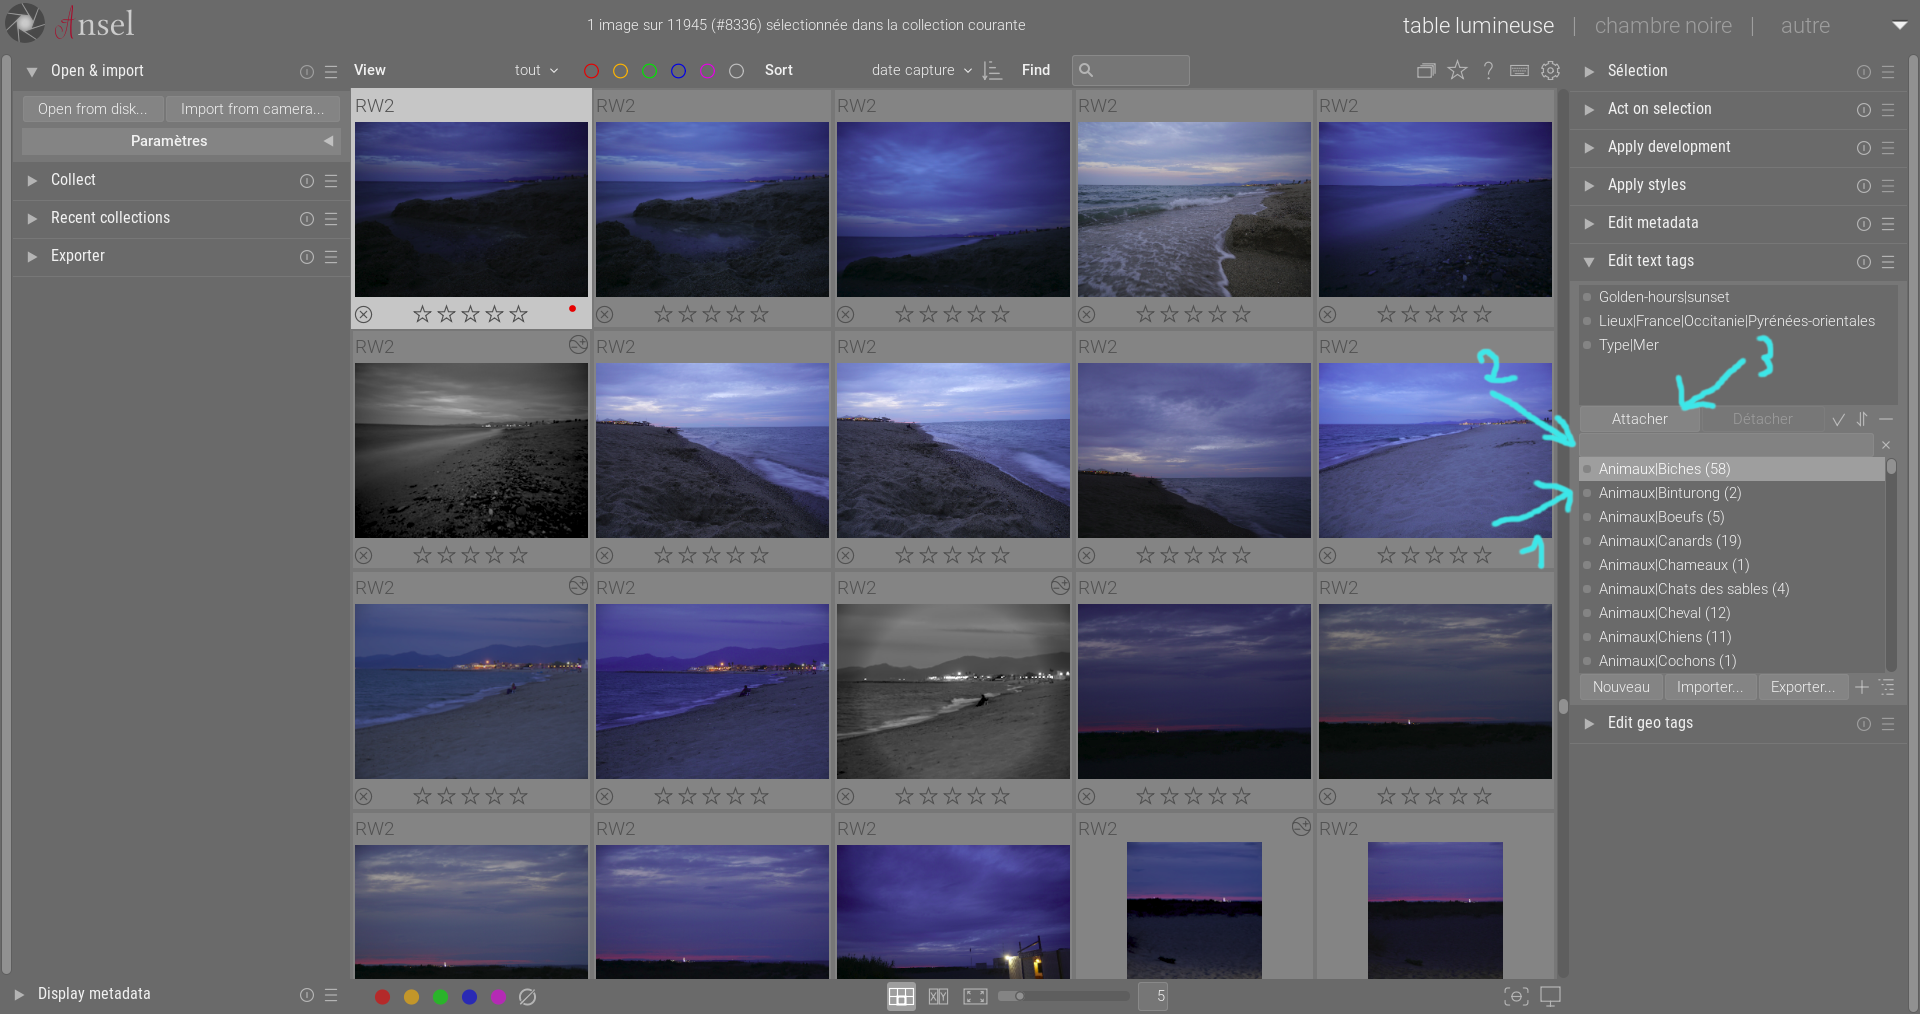 Ansel
1 image sur 11945 (#8336) sélectionnée dans la collection courante
table lumineuse | chambre noire | autre
Open & import
Open from disk... Import from camera...
Paramètres
Collect
Recent collections
Exporter
Display metadata
View tout Sort date capture Find
RW2 RW2 RW2 RW2 RW2
RW2 RW2 RW2 RW2 RW2
RW2 RW2 RW2 RW2 RW2
RW2 RW2 RW2 RW2 RW2
X Y
5
Sélection
Act on selection
Apply development
Apply styles
Edit metadata
Edit text tags
Golden-hours|sunset
Lieux|France|Occitanie|Pyrénées-orientales
Type|Mer
2 3
Attacher Détacher
Animaux|Biches (58)
Animaux|Binturong (2)
Animaux|Boeufs (5)
Animaux|Canards (19)
1
Animaux|Chameaux (1)
Animaux|Chats des sables (4)
Animaux|Cheval (12)
Animaux|Chiens (11)
Animaux|Cochons (1)
Nouveau Importer... Exporter...
Edit geo tags